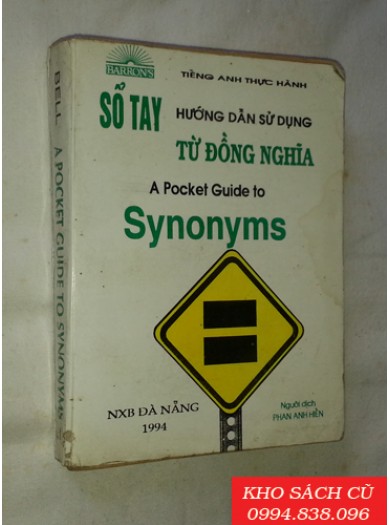 BARRON'S
TIẾNG ANH THỰC HÀNH
SỔ TAY
HƯỚNG DẪN SỬ DỤNG
TỪ ĐỒNG NGHĨA
A Pocket Guide to
Synonyms
NXB ĐÀ NẴNG
1994
Người dịch
PHAN ANH HIỂN
BELL A POCKET GUIDE TO SYNONYMS
KHO SÁCH CŨ
0994.838.096